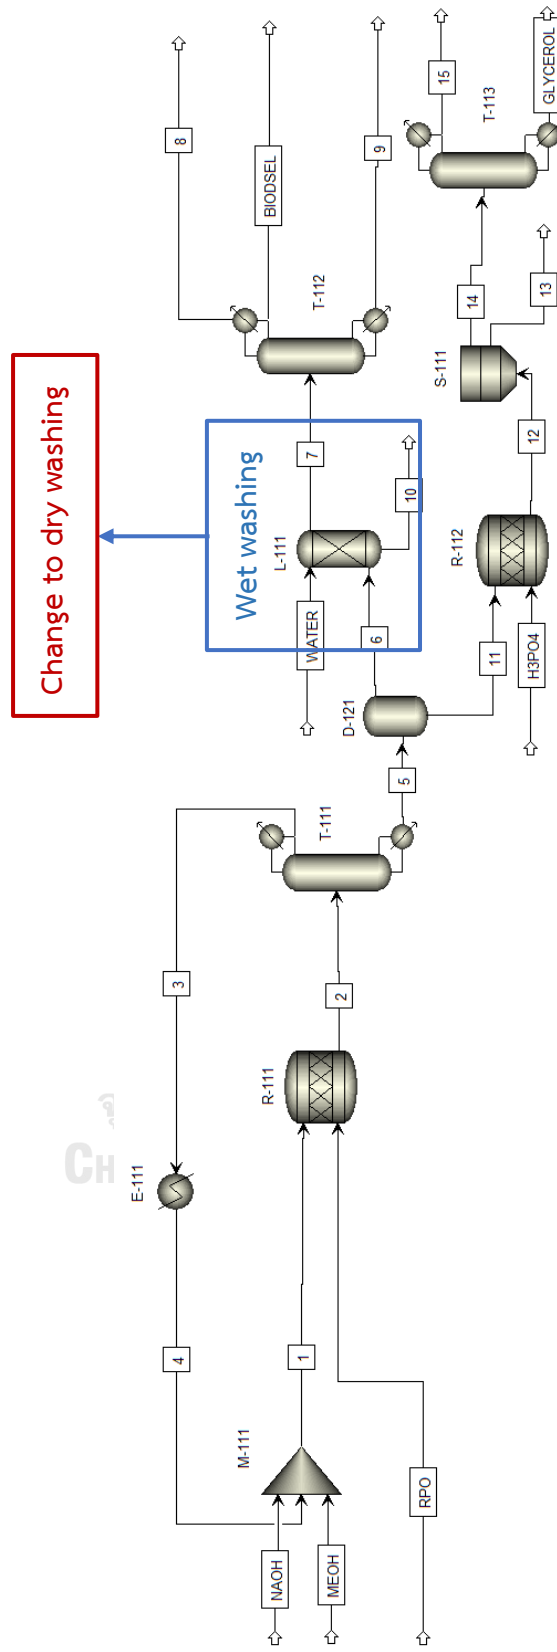 Change to dry washing
CH
E-111
4
3
8
M-111
Wet washing
R-111
T-111
L-111
BIODSEL
NAOH
1
WATER
7
T-112
MEOH
2
D-121
6
5
10
9
RPO
R-112
S-111
15
11
14
T-113
H3PO4
12
13
GLYCEROL